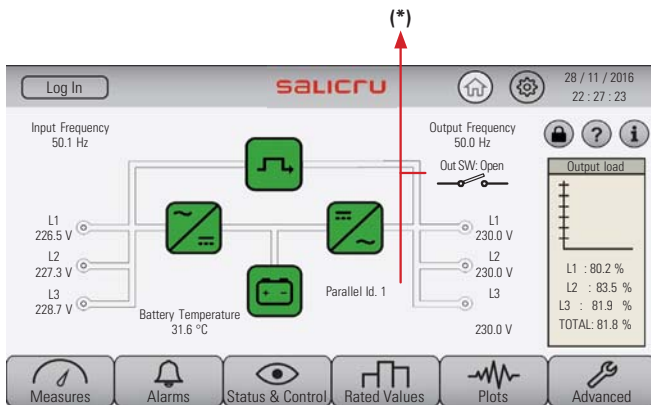 (*)
Log In
salicru
28 / 11 / 2016
22 : 27 : 23
Input Frequency
50.1 Hz
Output Frequency
50.0 Hz
Out SW: Open
?
i
Output load
L1
226.5 V
L2
227.3 V
L3
228.7 V
L1
230.0 V
L2
230.0 V
L3
230.0 V
Battery Temperature
31.6 °C
Parallel Id. 1
L1 : 80.2 %
L2 : 83.5 %
L3 : 81.9 %
TOTAL: 81.8 %
Measures
Alarms
Status & Control
Rated Values
Plots
Advanced